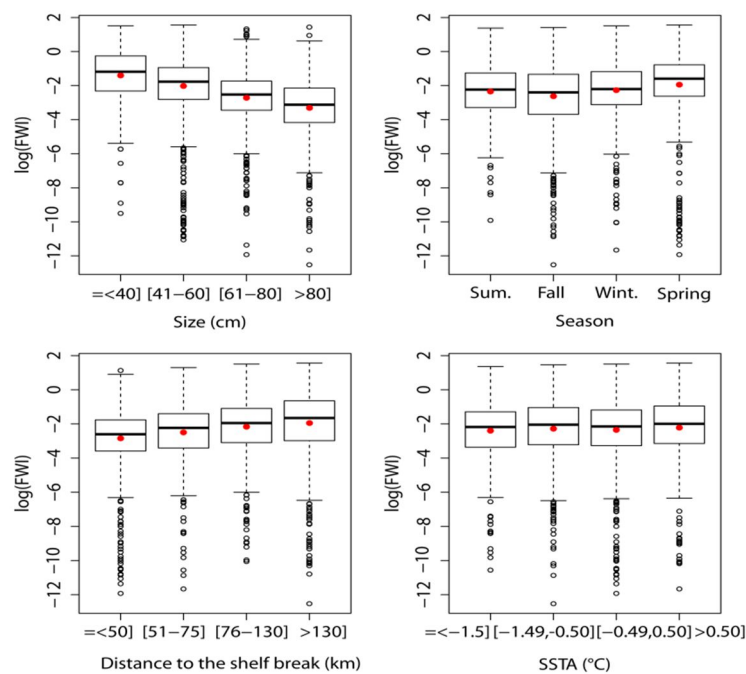 2
0
−2
−4
−6
−8
−10
−12
log(FWI)
=<40] [41−60] [61−80] >80]
Size (cm)
2
0
−2
−4
−6
−8
−10
−12
log(FWI)
Sum. Fall Wint. Spring
Season
2
0
−2
−4
−6
−8
−10
−12
log(FWI)
=<50] [51−75] [76−130] >130]
Distance to the shelf break (km)
2
0
−2
−4
−6
−8
−10
−12
log(FWI)
=<−1.5] [−1.49,−0.50] [−0.49,0.50] >0.50]
SSTA (°C)